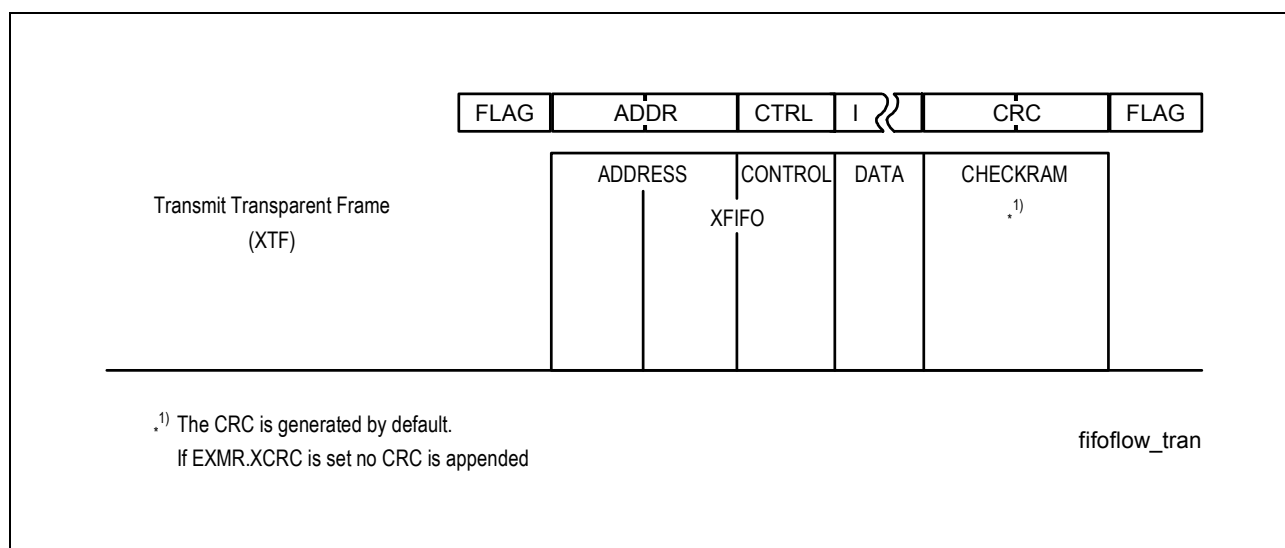 FLAG ADDR CTRL I CRC FLAG
ADDRESS CONTROL DATA CHECKRAM
Transmit Transparent Frame
(XTF)
XFIFO
*1)
*1) The CRC is generated by default.
If EXMR.XCRC is set no CRC is appended
fifoflow_tran